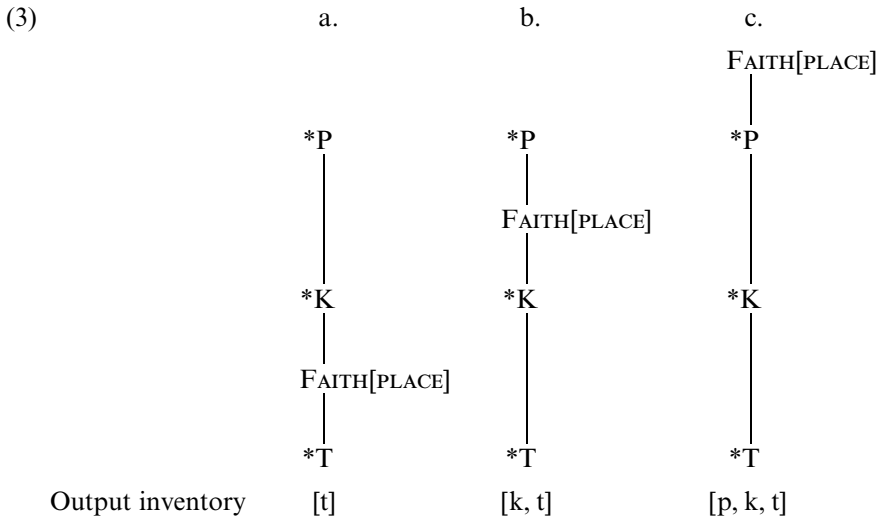 (3) a. b. c.
FAITH[PLACE]
*P *P *P
FAITH[PLACE]
*K *K *K
FAITH[PLACE]
*T *T *T
Output inventory [t] [k, t] [p, k, t]